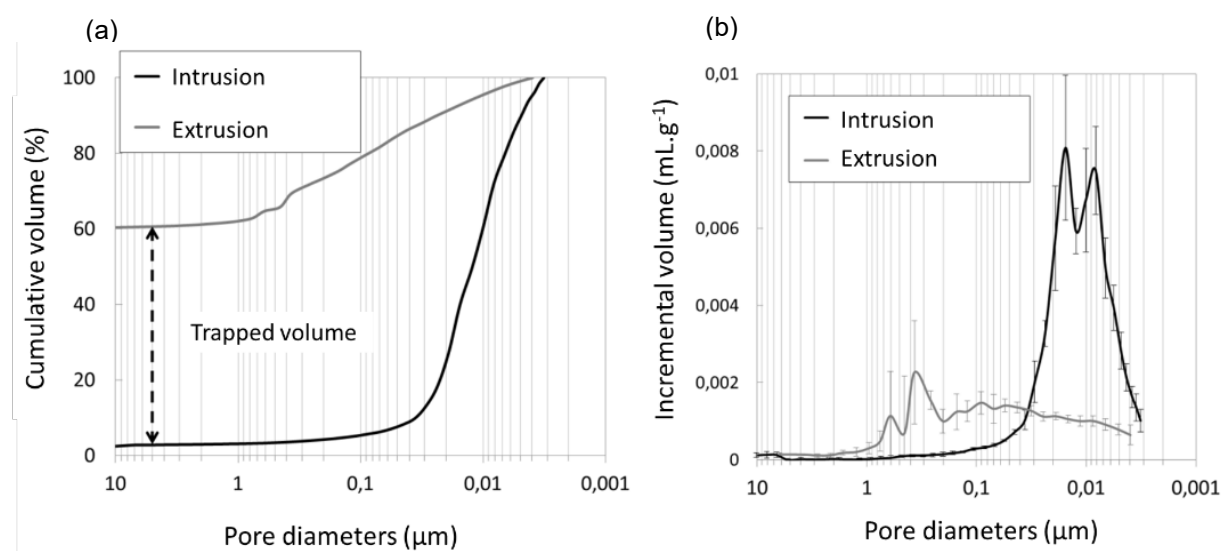 (a)
Intrusion
Extrusion
Cumulative volume (%)
100
80
60
40
20
0
Trapped volume
10
1
0,1
0,01
0,001
Pore diameters (µm)
(b)
Intrusion
Extrusion
Incremental volume (mL.g⁻¹)
0,01
0,008
0,006
0,004
0,002
0
10
1
0,1
0,01
0,001
Pore diameters (µm)